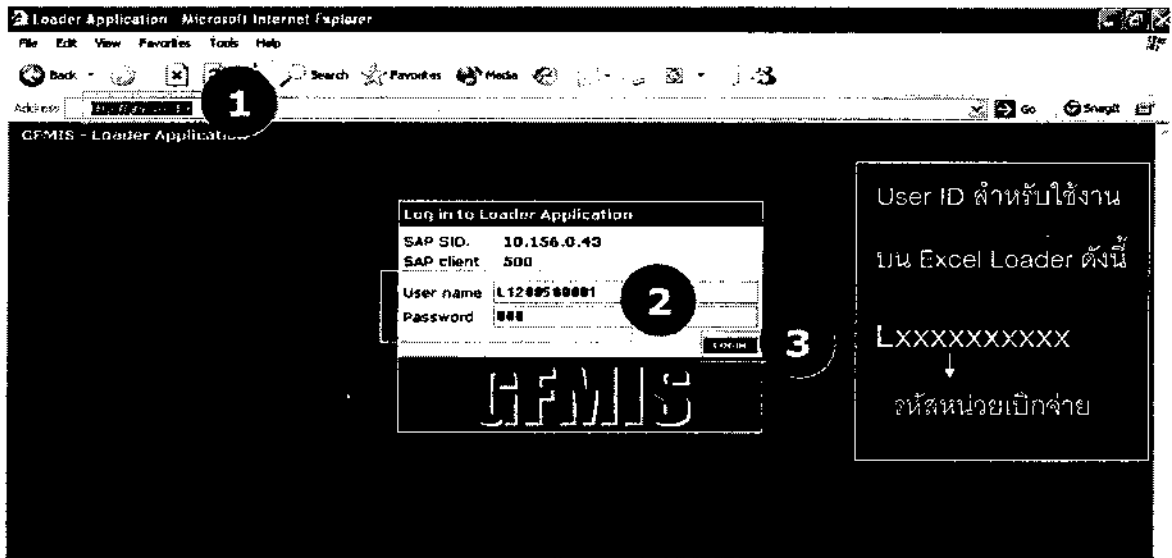 Loader Application - Microsoft Internet Explorer
File Edit View Favorites Tools Help
Back Search Favorites Media
1
Address Go SnagIt
GFMIS - Loader Application
Log in to Loader Application
SAP SID. 10.156.0.43
SAP client 500
User name
2
Password
LOGIN
3
GFMIS
User ID สำหรับใช้งาน
บน Excel Loader ดังนี้
Lxxxxxxxxxx
รหัสหน่วยเบิกจ่าย